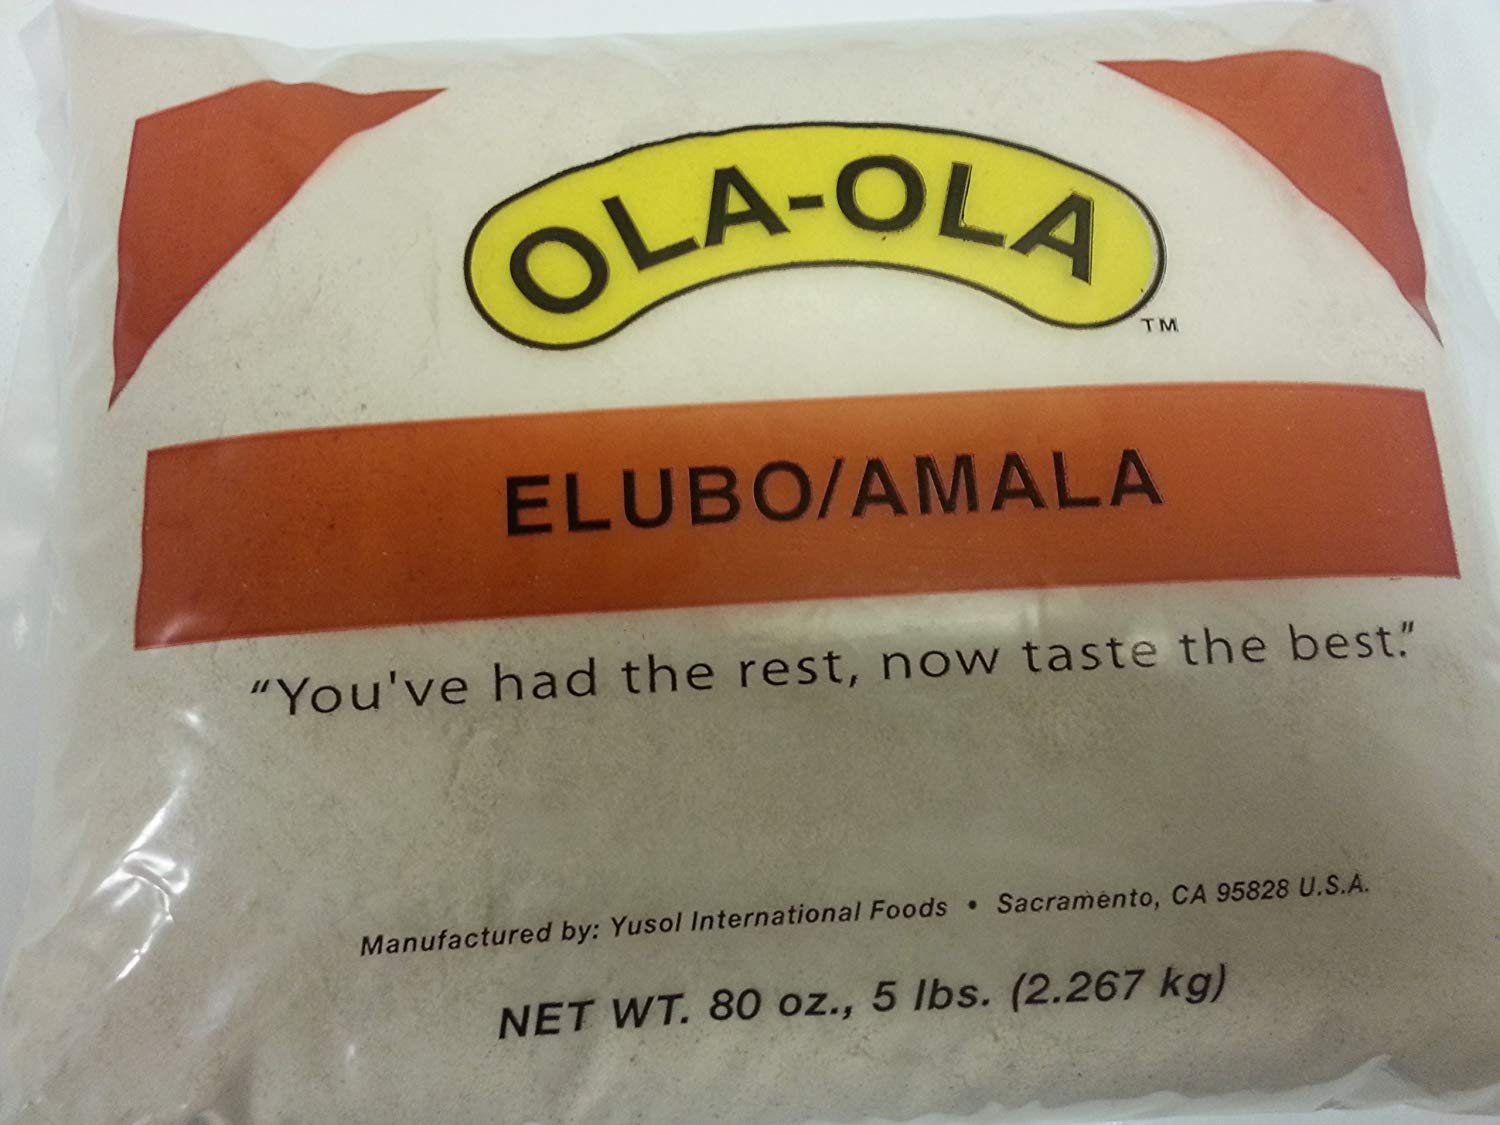 OLA-OLA
TM
ELUBO/AMALA
"You've had the rest, now taste the best."
Manufactured by: Yusol International Foods • Sacramento, CA 95828 U.S.A.
NET WT. 80 oz., 5 lbs. (2.267 kg)